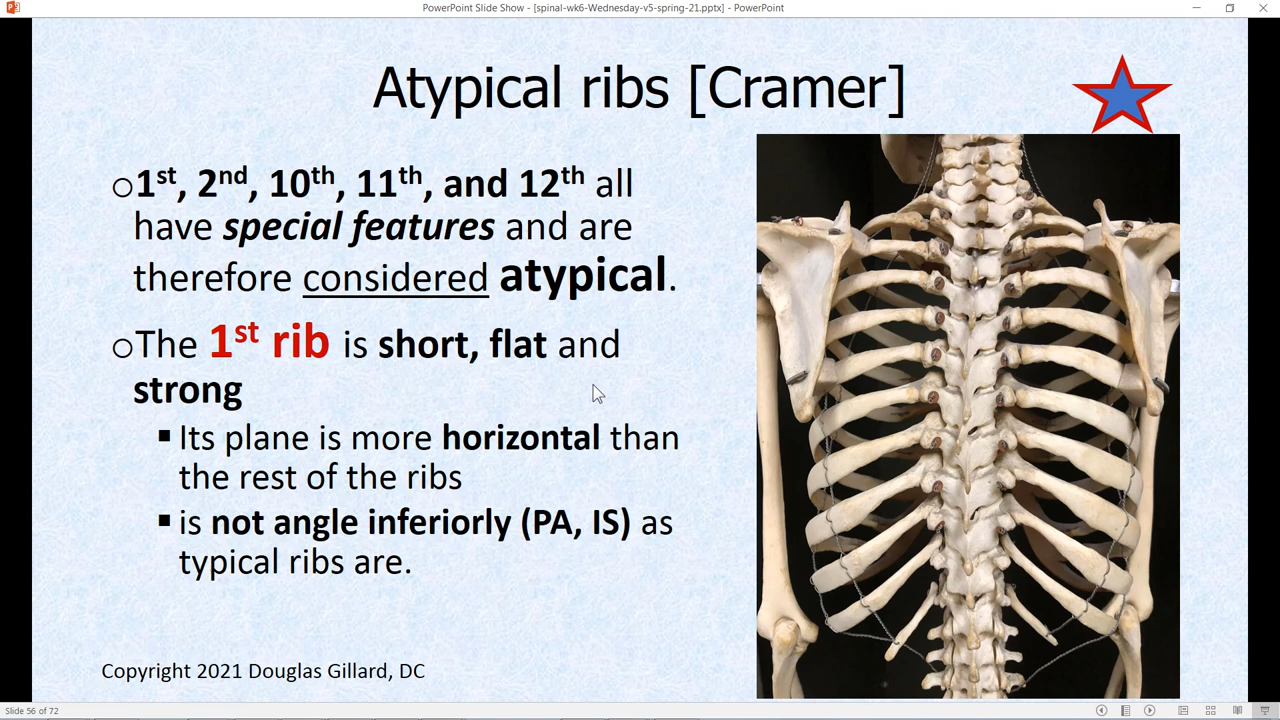 PowerPoint Slide Show - [spinal-wk6-Wednesday-v5-spring-21.pptx] - PowerPoint
Atypical ribs [Cramer]
1st, 2nd, 10th, 11th, and 12th all
have special features and are
therefore considered atypical.
The 1st rib is short, flat and
strong
Its plane is more horizontal than
the rest of the ribs
is not angle inferiorly (PA, IS) as
typical ribs are.
Copyright 2021 Douglas Gillard, DC
Slide 56 of 72